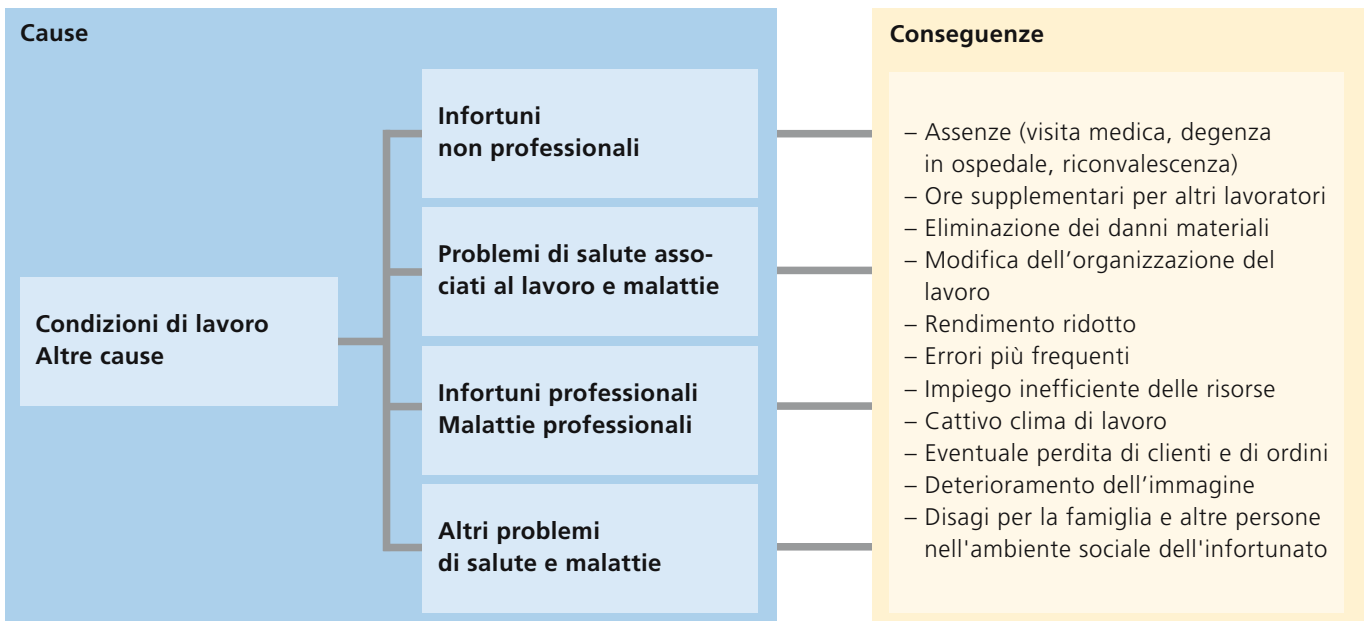 Cause
Condizioni di lavoro
Altre cause
Infortuni
non professionali
Problemi di salute asso-
ciati al lavoro e malattie
Infortuni professionali
Malattie professionali
Altri problemi
di salute e malattie
Conseguenze
– Assenze (visita medica, degenza
in ospedale, riconvalescenza)
– Ore supplementari per altri lavoratori
– Eliminazione dei danni materiali
– Modifica dell’organizzazione del
lavoro
– Rendimento ridotto
– Errori più frequenti
– Impiego inefficiente delle risorse
– Cattivo clima di lavoro
– Eventuale perdita di clienti e di ordini
– Deterioramento dell’immagine
– Disagi per la famiglia e altre persone
nell'ambiente sociale dell'infortunato